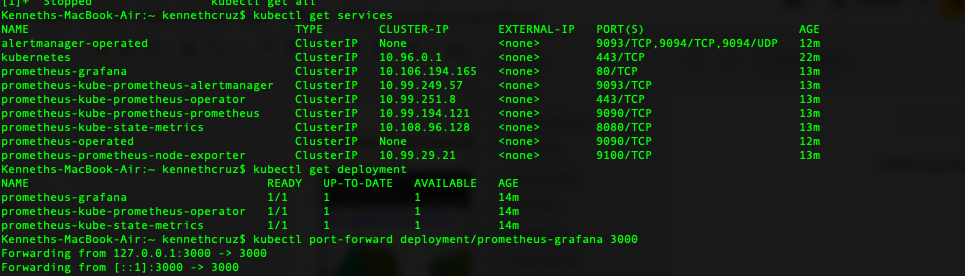 [1]+  Stopped                 kubectl get all
Kenneths-MacBook-Air:~ kennethcruz$ kubectl get services
NAME                                      TYPE        CLUSTER-IP       EXTERNAL-IP   PORT(S)                      AGE
alertmanager-operated                     ClusterIP   None             <none>        9093/TCP,9094/TCP,9094/UDP   12m
kubernetes                                ClusterIP   10.96.0.1        <none>        443/TCP                      22m
prometheus-grafana                        ClusterIP   10.106.194.165   <none>        80/TCP                       13m
prometheus-kube-prometheus-alertmanager   ClusterIP   10.99.249.57     <none>        9093/TCP                     13m
prometheus-kube-prometheus-operator       ClusterIP   10.99.251.8      <none>        443/TCP                      13m
prometheus-kube-prometheus-prometheus     ClusterIP   10.99.194.121    <none>        9090/TCP                     13m
prometheus-kube-state-metrics             ClusterIP   10.108.96.128    <none>        8080/TCP                     13m
prometheus-operated                       ClusterIP   None             <none>        9090/TCP                     12m
prometheus-prometheus-node-exporter       ClusterIP   10.99.29.21      <none>        9100/TCP                     13m
Kenneths-MacBook-Air:~ kennethcruz$ kubectl get deployment
NAME                                  READY   UP-TO-DATE   AVAILABLE   AGE
prometheus-grafana                    1/1     1            1           14m
prometheus-kube-prometheus-operator   1/1     1            1           14m
prometheus-kube-state-metrics         1/1     1            1           14m
Kenneths-MacBook-Air:~ kennethcruz$ kubectl port-forward deployment/prometheus-grafana 3000
Forwarding from 127.0.0.1:3000 -> 3000
Forwarding from [::1]:3000 -> 3000